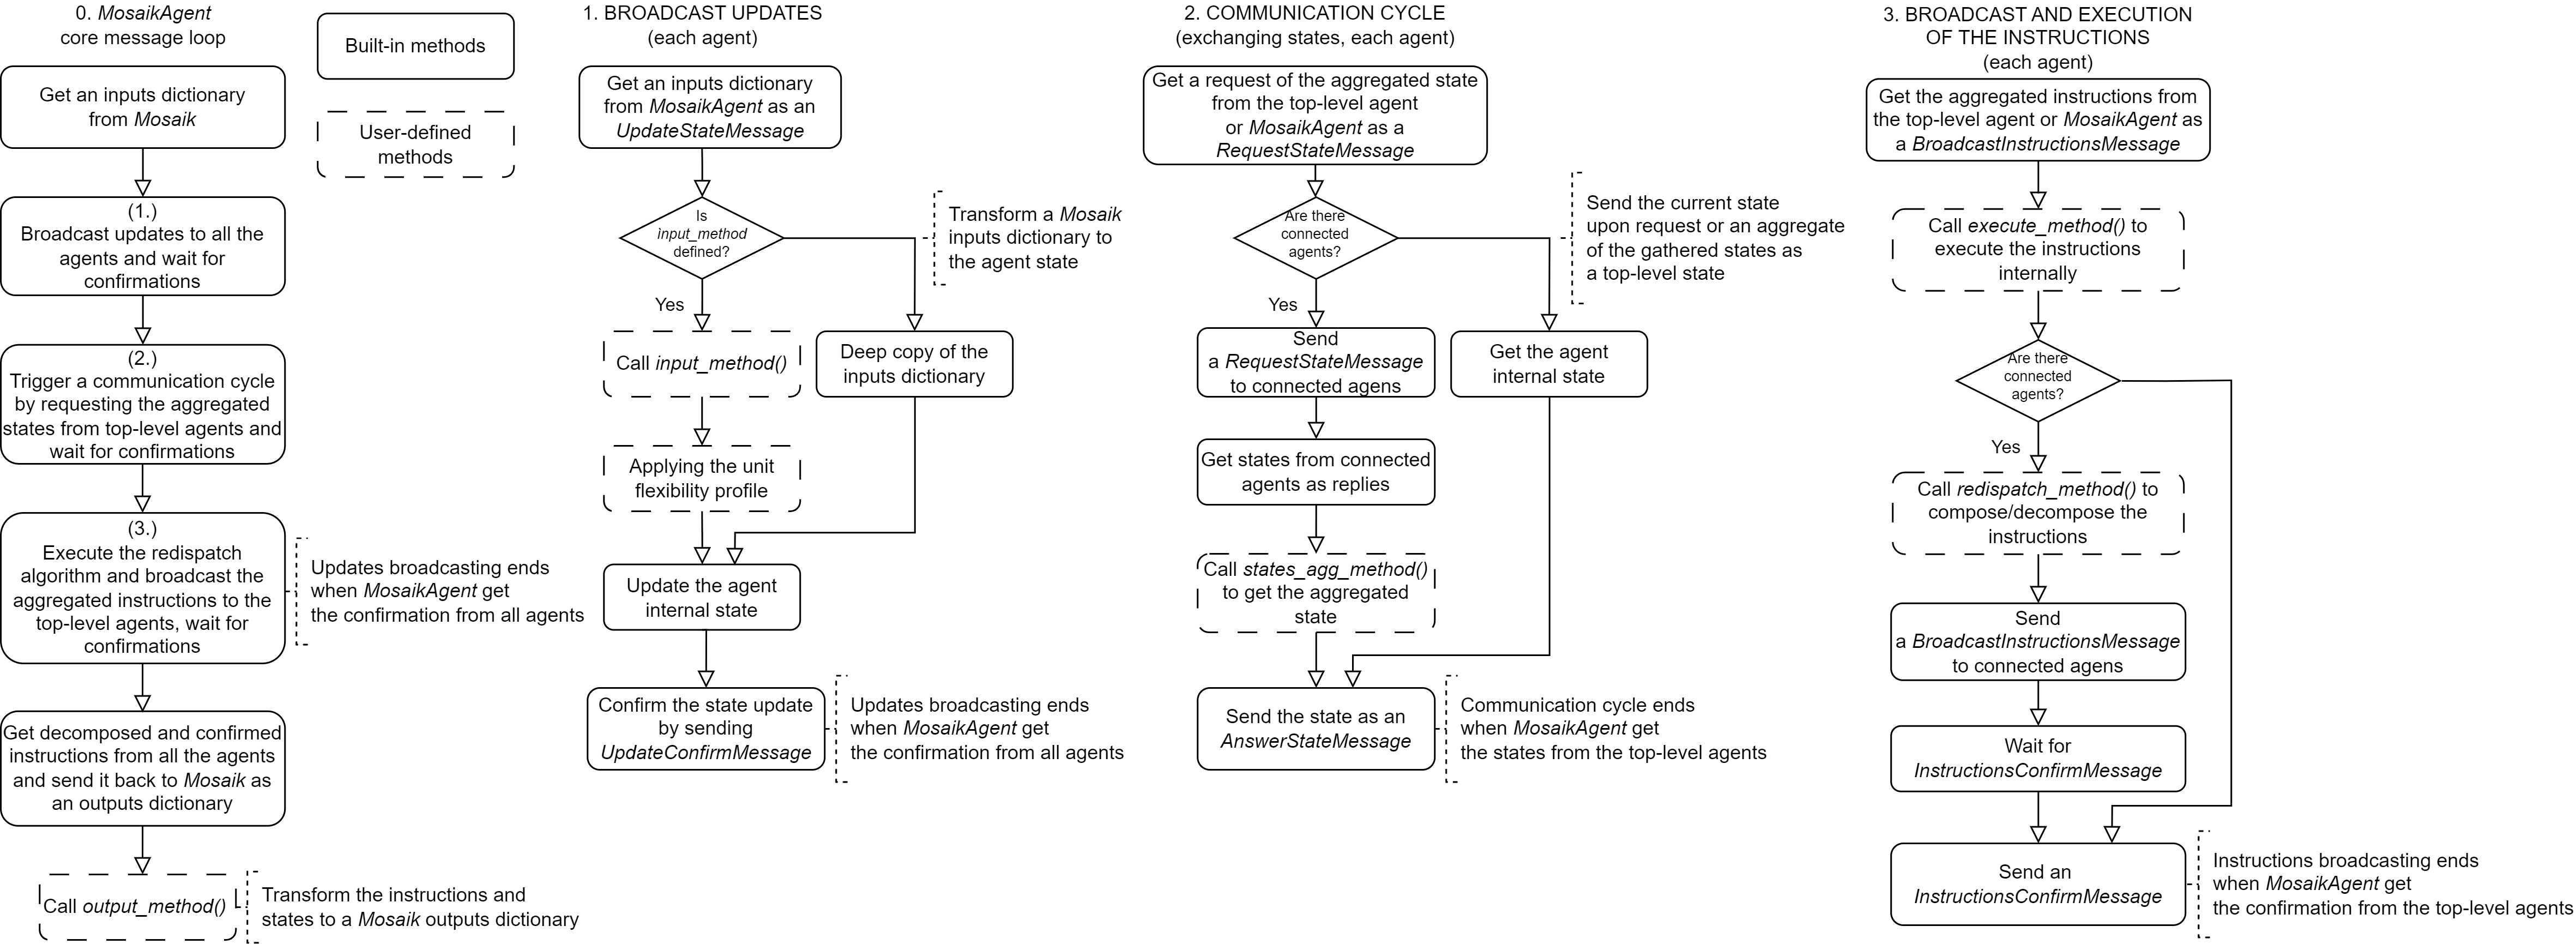 0. MosaikAgent
core message loop
Get an inputs dictionary
from Mosaik
(1.)
Broadcast updates to all the
agents and wait for
confirmations
(2.)
Trigger a communication cycle
by requesting the aggregated
states from top-level agents and
wait for confirmations
(3.)
Execute the redispatch
algorithm and broadcast the
aggregated instructions to the
top-level agents, wait for
confirmations
Updates broadcasting ends
when MosaikAgent get
the confirmation from all agents
Get decomposed and confirmed
instructions from all the agents
and send it back to Mosaik as
an outputs dictionary
Call output_method()
Transform the instructions and
states to a Mosaik outputs dictionary
Built-in methods
User-defined
methods
1. BROADCAST UPDATES
(each agent)
Get an inputs dictionary
from MosaikAgent as an
UpdateStateMessage
Is
input_method
defined?
Transform a Mosaik
inputs dictionary to
the agent state
Yes
Call input_method()
Deep copy of the
inputs dictionary
Applying the unit
flexibility profile
Update the agent
internal state
Confirm the state update
by sending
UpdateConfirmMessage
Updates broadcasting ends
when MosaikAgent get
the confirmation from all agents
2. COMMUNICATION CYCLE
(exchanging states, each agent)
Get a request of the aggregated state
from the top-level agent
or MosaikAgent as a
RequestStateMessage
Are there
connected
agents?
Send the current state
upon request or an aggregate
of the gathered states as
a top-level state
Yes
Send
a RequestStateMessage
to connected agens
Get the agent
internal state
Get states from connected
agents as replies
Call states_agg_method()
to get the aggregated
state
Send the state as an
AnswerStateMessage
Communication cycle ends
when MosaikAgent get
the states from the top-level agents
3. BROADCAST AND EXECUTION
OF THE INSTRUCTIONS
(each agent)
Get the aggregated instructions from
the top-level agent or MosaikAgent as
a BroadcastInstructionsMessage
Call execute_method() to
execute the instructions
internally
Are there
connected
agents?
Yes
Call redispatch_method() to
compose/decompose the
instructions
Send
a BroadcastInstructionsMessage
to connected agens
Wait for
InstructionsConfirmMessage
Send an
InstructionsConfirmMessage
Instructions broadcasting ends
when MosaikAgent get
the confirmation from the top-level agents